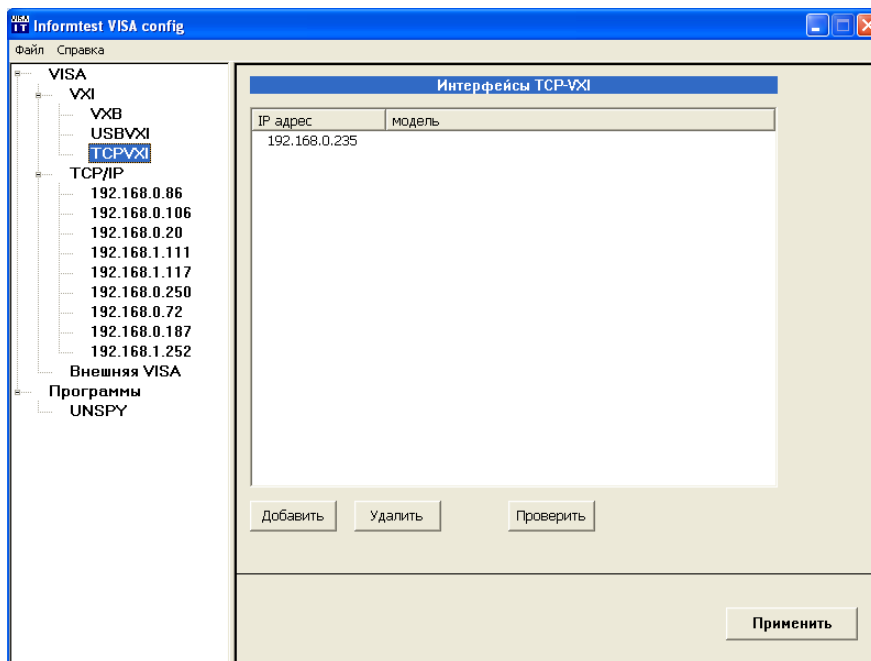 VISA IT Informtest VISA config
Файл Справка
VISA
VXI
VXB
USBVXI
TCPVXI
TCP/IP
192.168.0.86
192.168.0.106
192.168.0.20
192.168.1.111
192.168.1.117
192.168.0.250
192.168.0.72
192.168.0.187
192.168.1.252
Внешняя VISA
Программы
UNSPY
Интерфейсы TCP-VXI
IP адрес модель
192.168.0.235
Добавить Удалить Проверить
Применить